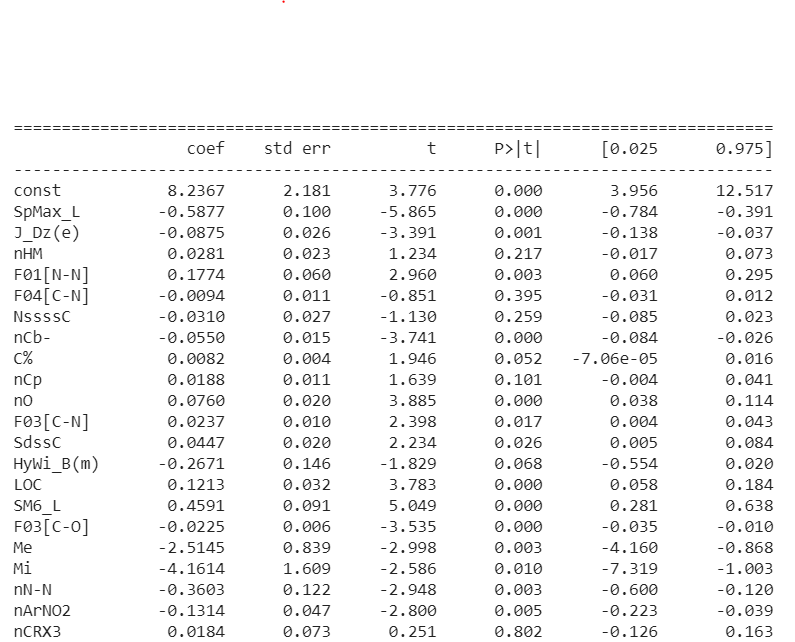 ==============================================================================
                 coef    std err          t      P>|t|      [0.025      0.975]
------------------------------------------------------------------------------
const          8.2367      2.181      3.776      0.000       3.956      12.517
SpMax_L       -0.5877      0.100     -5.865      0.000      -0.784      -0.391
J_Dz(e)       -0.0875      0.026     -3.391      0.001      -0.138      -0.037
nHM            0.0281      0.023      1.234      0.217      -0.017       0.073
F01[N-N]       0.1774      0.060      2.960      0.003       0.060       0.295
F04[C-N]      -0.0094      0.011     -0.851      0.395      -0.031       0.012
NssssC        -0.0310      0.027     -1.130      0.259      -0.085       0.023
nCb-          -0.0550      0.015     -3.741      0.000      -0.084      -0.026
C%             0.0082      0.004      1.946      0.052   -7.06e-05       0.016
nCp            0.0188      0.011      1.639      0.101      -0.004       0.041
nO             0.0760      0.020      3.885      0.000       0.038       0.114
F03[C-N]       0.0237      0.010      2.398      0.017       0.004       0.043
SdssC          0.0447      0.020      2.234      0.026       0.005       0.084
HyWi_B(m)     -0.2671      0.146     -1.829      0.068      -0.554       0.020
LOC            0.1213      0.032      3.783      0.000       0.058       0.184
SM6_L          0.4591      0.091      5.049      0.000       0.281       0.638
F03[C-O]      -0.0225      0.006     -3.535      0.000      -0.035      -0.010
Me            -2.5145      0.839     -2.998      0.003      -4.160      -0.868
Mi            -4.1614      1.609     -2.586      0.010      -7.319      -1.003
nN-N          -0.3603      0.122     -2.948      0.003      -0.600      -0.120
nArNO2        -0.1314      0.047     -2.800      0.005      -0.223      -0.039
nCRX3          0.0184      0.073      0.251      0.802      -0.126       0.163